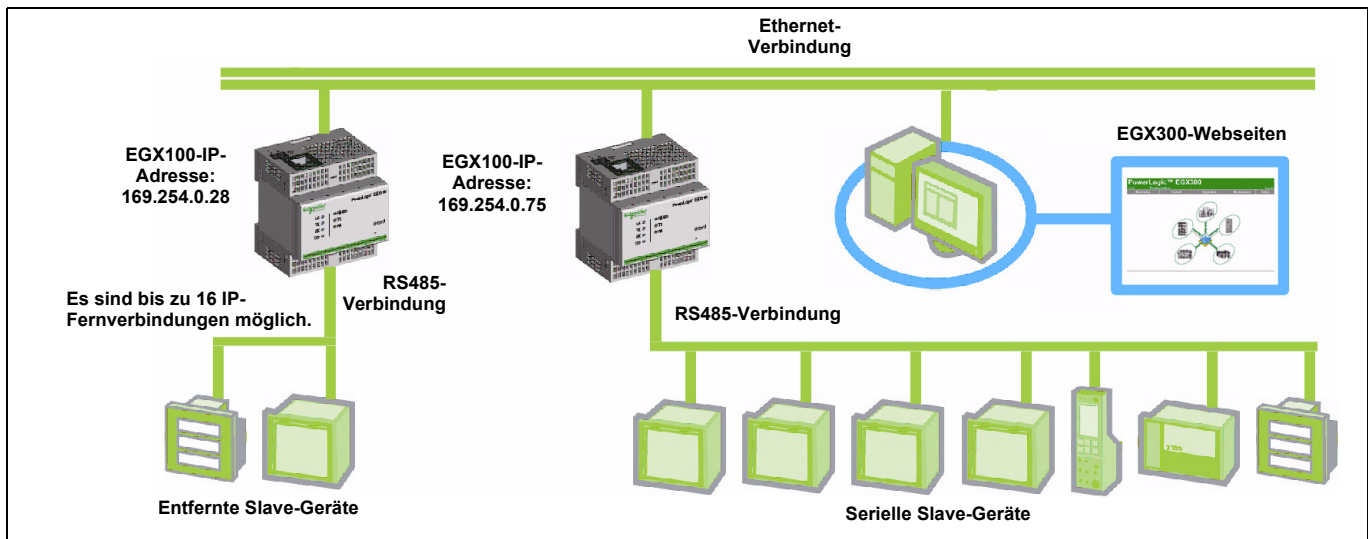 Ethernet-
Verbindung
EGX100-IP-
Adresse:
169.254.0.28
EGX100-IP-
Adresse:
169.254.0.75
EGX300-Webseiten
PowerLogic™ EGX300
RS485-
Verbindung
Es sind bis zu 16 IP-
Fernverbindungen möglich.
RS485-Verbindung
Entfernte Slave-Geräte
Serielle Slave-Geräte